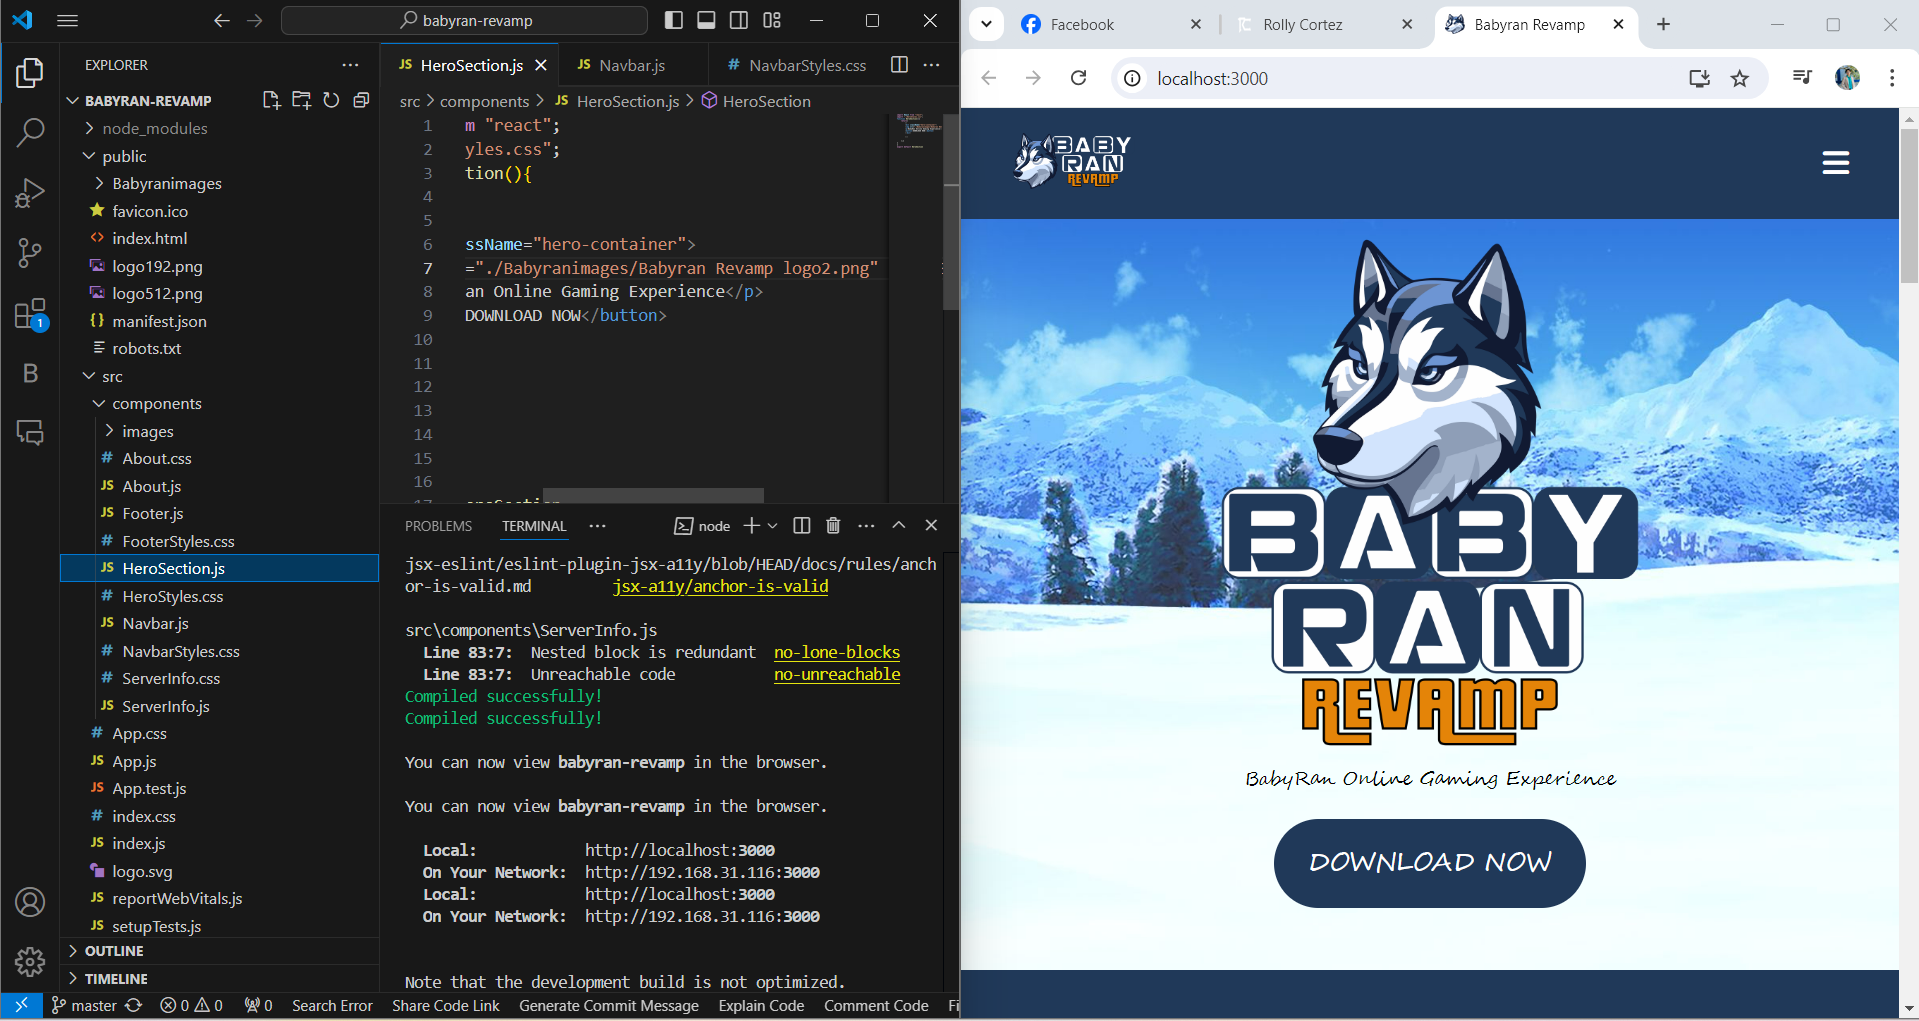 babyran-revamp
EXPLORER
BABYRAN-REVAMP
node_modules
public
Babyranimages
favicon.ico
index.html
logo192.png
logo512.png
manifest.json
robots.txt
src
components
images
About.css
About.js
Footer.js
FooterStyles.css
HeroSection.js
HeroStyles.css
Navbar.js
NavbarStyles.css
ServerInfo.css
ServerInfo.js
App.css
App.js
App.test.js
index.css
index.js
logo.svg
reportWebVitals.js
setupTests.js
OUTLINE
TIMELINE
1
B
JS HeroSection.js
JS Navbar.js
# NavbarStyles.css
src > components > JS HeroSection.js > HeroSection
1 m "react";
2 yles.css";
3 tion(){
4
5
6 ssName="hero-container">
7 ="./Babyranimages/Babyran Revamp logo2.png"
8 an Online Gaming Experience</p>
9 DOWNLOAD NOW</button>
10
11
12
13
14
15
16
PROBLEMS TERMINAL node
jsx-eslint/eslint-plugin-jsx-a11y/blob/HEAD/docs/rules/anch
or-is-valid.md jsx-a11y/anchor-is-valid
src\components\ServerInfo.js
Line 83:7: Nested block is redundant no-lone-blocks
Line 83:7: Unreachable code no-unreachable
Compiled successfully!
Compiled successfully!
You can now view babyran-revamp in the browser.
You can now view babyran-revamp in the browser.
Local: http://localhost:3000
On Your Network: http://192.168.31.116:3000
Local: http://localhost:3000
On Your Network: http://192.168.31.116:3000
Note that the development build is not optimized.
master 0 0 0 Search Error Share Code Link Generate Commit Message Explain Code Comment Code Fi
Facebook
Rolly Cortez
Babyran Revamp
localhost:3000
BABY
RAN
REVAMP
BABY
RAN
REVAMP
BabyRan Online Gaming Experience
DOWNLOAD NOW